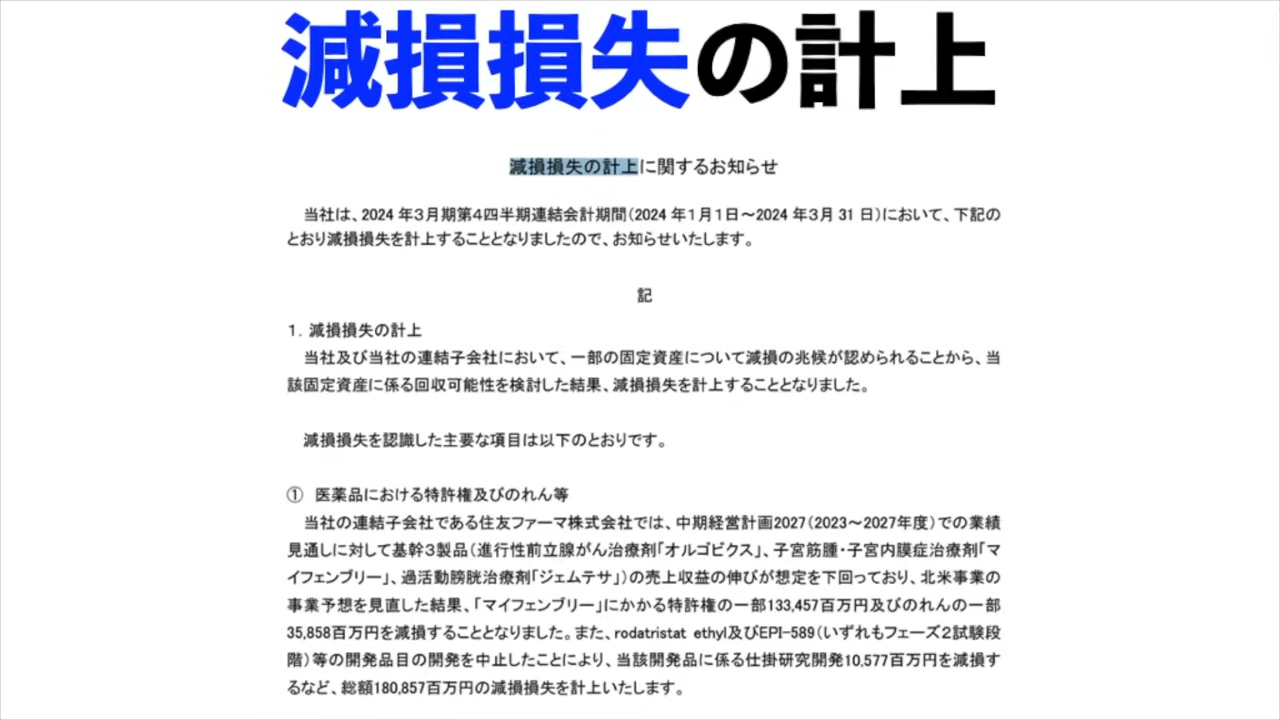 減損損失の計上
減損損失の計上に関するお知らせ
当社は、2024 年3月期第4四半期連結会計期間(2024 年1月1日~2024 年3月 31 日)において、下記の
とおり減損損失を計上することとなりましたので、お知らせいたします。
記
1. 減損損失の計上
当社及び当社の連結子会社において、一部の固定資産について減損の兆候が認められることから、当
該固定資産に係る回収可能性を検討した結果、減損損失を計上することとなりました。
減損損失を認識した主要な項目は以下のとおりです。
① 医薬品における特許権及びのれん等
当社の連結子会社である住友ファーマ株式会社では、中期経営計画2027(2023~2027年度)での業績
見通しに対して基幹3製品(進行性前立腺がん治療剤「オルゴビクス」、子宮筋腫・子宮内膜症治療剤「マ
イフェンブリー」、過活動膀胱治療剤「ジェムテサ」)の売上収益の伸びが想定を下回っており、北米事業の
事業予想を見直した結果、「マイフェンブリー」にかかる特許権の一部133,457百万円及びのれんの一部
35,858百万円を減損することとなりました。また、rodatristat ethyl及びEPI-589(いずれもフェーズ2試験段
階)等の開発品目の開発を中止したことにより、当該開発品に係る仕掛研究開発10,577百万円を減損す
るなど、総額180,857百万円の減損損失を計上いたします。